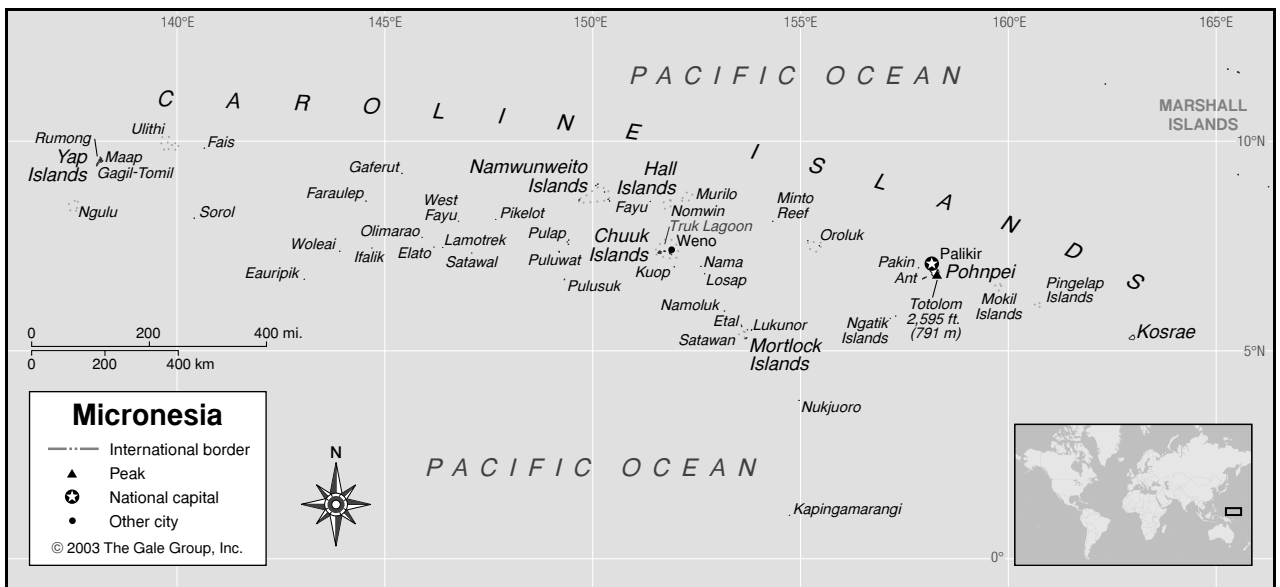 140°E 145°E 150°E 155°E 160°E 165°E
PACIFIC OCEAN
CAROLINE ISLANDS
MARSHALL
ISLANDS
10°N
Rumong
Ulithi
Fais
Yap
Islands
Maap
Gagil-Tomil
Ngulu
Sorol
Gaferut
Faraulep
West
Fayu
Pikelot
Namwunweito
Islands
Hall
Islands
Fayu
Murilo
Nomwin
Truk Lagoon
Minto
Reef
Oroluk
Woleai
Olimarao
Ifalik
Elato
Lamotrek
Satawal
Eauripik
Pulap
Puluwat
Pulusuk
Chuuk
Islands
Weno
Kuop
Nama
Losap
Pakin
Ant
Palikir
Pohnpei
Totolom
2,595 ft.
(791 m)
Mokil
Islands
Pingelap
Islands
Namoluk
Etal
Lukunor
Satawan
Mortlock
Islands
Ngatik
Islands
Kosrae
5°N
0 200 400 mi.
0 200 400 km
Nukjuoro
PACIFIC OCEAN
Kapingamarangi
0°
N
Micronesia
International border
Peak
National capital
Other city
© 2003 The Gale Group, Inc.